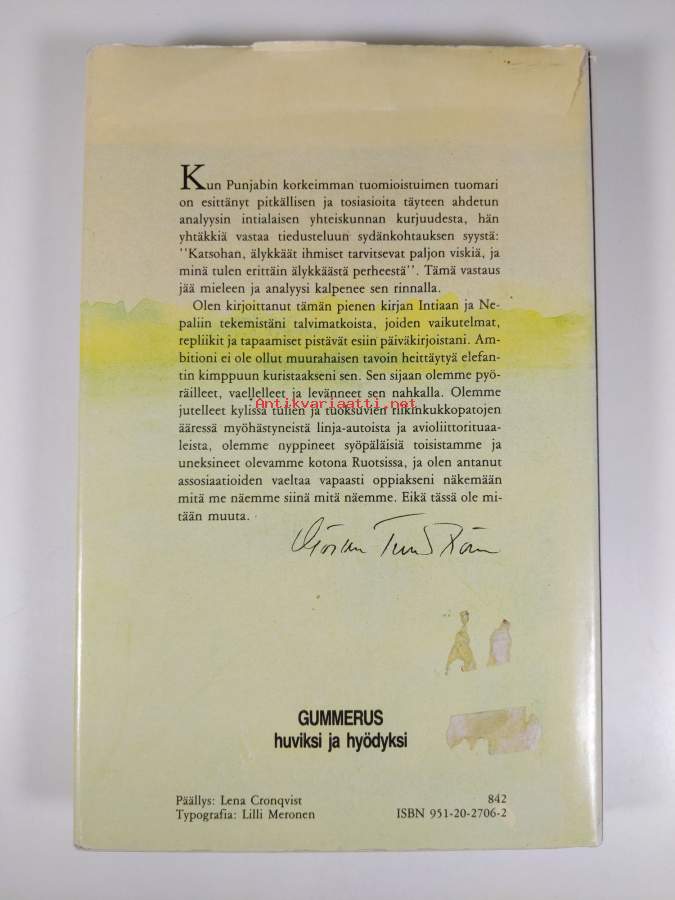 Kun Punjabin korkeimman tuomioistuimen tuomari
on esittänyt pitkällisen ja tosiasioita täyteen ahdetun
analyysin intialaisen yhteiskunnan kurjuudesta, hän
yhtäkkiä vastaa tiedusteluun sydänkohtauksen syystä:
''Katsohan, älykkäät ihmiset tarvitsevat paljon viskiä, ja
minä tulen erittäin älykkäästä perheestä''. Tämä vastaus
jää mieleen ja analyysi kalpenee sen rinnalla.
Olen kirjoittanut tämän pienen kirjan Intiaan ja Ne-
paliin tekemistäni talvimatkoista, joiden vaikutelmat,
repliikit ja tapaamiset pistävät esiin päiväkirjoistani. Am-
bitioni ei ole ollut muurahaisen tavoin heittäytyä elefan-
tin kimppuun kuristaakseni sen. Sen sijaan olemme pyö-
räilleet, vaellelleet ja levänneet sen nahkalla. Olemme
Antikvariaatti.net
jutelleet kylissä tulien ja tuoksuvien riikinkukkopatojen
ääressä myöhästyneistä linja-autoista ja avioliittorituaa-
leista, olemme nyppineet syöpäläisiä toisistamme ja
uneksineet olevamme kotona Ruotsissa, ja olen antanut
assosiaatioiden vaeltaa vapaasti oppiakseni näkemään
mitä me näemme siinä mitä näemme. Eikä tässä ole mi-
tään muuta.
Göran Tunström
GUMMERUS
huviksi ja hyödyksi
Päällys: Lena Cronqvist 842
Typografia: Lilli Meronen ISBN 951-20-2706-2